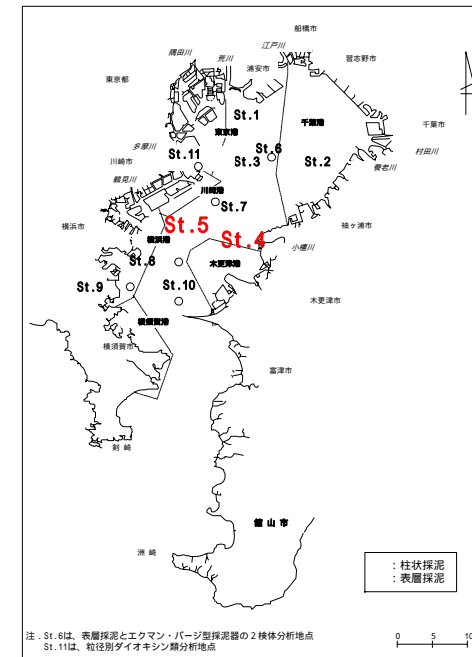 船橋市
江戸川
隅田川
荒川
習志野市
浦安市
東京都
St.1
千葉港
東京港
千葉市
村田川
多摩川
St.6
St.11
St.3
St.2
川崎市
養老川
鶴見川
川崎港
St.7
袖ヶ浦市
St.5
横浜市
St.4
横浜港
小櫃川
St.8
木更津港
St.9
St.10
木更津市
横須賀港
横須賀市
富津市
剣崎
館山市
洲崎
：柱状採泥
：表層採泥
注．St.6は、表層採泥とエクマン・バージ型採泥器の２検体分析地点
St.11は、粒径別ダイオキシン類分析地点
0 5 10